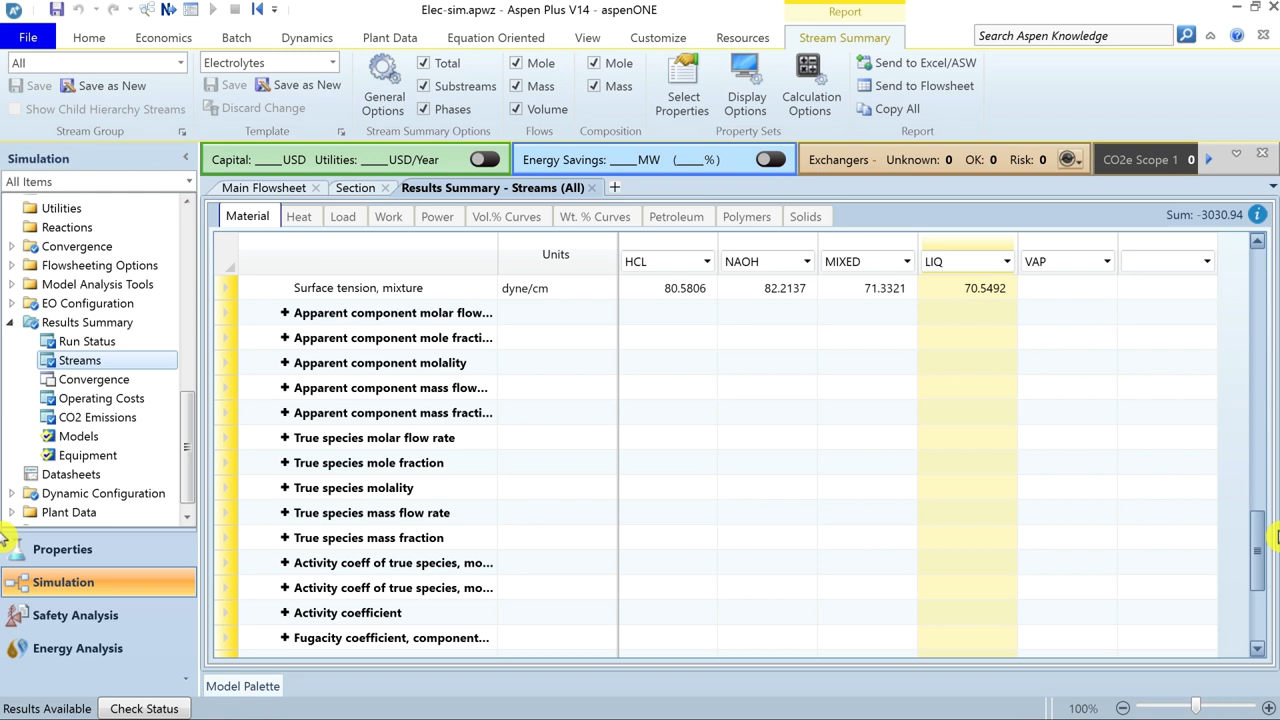 Elec-sim.apwz - Aspen Plus V14 - aspenONE
Report
File Home Economics Batch Dynamics Plant Data Equation Oriented View Customize Resources Stream Summary
Search Aspen Knowledge
All
Save Save as New
Show Child Hierarchy Streams
Stream Group
Electrolytes
Save Save as New
Discard Change
Template
General Options
Total
Substreams
Phases
Stream Summary Options
Mole
Mass
Volume
Flows
Mole
Mass
Composition
Select Properties
Display Options
Calculation Options
Property Sets
Send to Excel/ASW
Send to Flowsheet
Copy All
Report
Simulation
All Items
Capital: _____USD Utilities: _____USD/Year
Energy Savings: _____MW (____%)
Exchangers - Unknown: 0 OK: 0 Risk: 0
CO2e Scope 1 0
Main Flowsheet Section Results Summary - Streams (All)
Material Heat Load Work Power Vol.% Curves Wt. % Curves Petroleum Polymers Solids
Sum: -3030.94
Utilities
Reactions
Convergence
Flowsheeting Options
Model Analysis Tools
EO Configuration
Results Summary
Run Status
Streams
Convergence
Operating Costs
CO2 Emissions
Models
Equipment
Datasheets
Dynamic Configuration
Plant Data
Properties
Simulation
Safety Analysis
Energy Analysis
Units HCL NAOH MIXED LIQ VAP
Surface tension, mixture dyne/cm 80.5806 82.2137 71.3321 70.5492
+ Apparent component molar flow...
+ Apparent component mole fracti...
+ Apparent component molality
+ Apparent component mass flow...
+ Apparent component mass fracti...
+ True species molar flow rate
+ True species mole fraction
+ True species molality
+ True species mass flow rate
+ True species mass fraction
+ Activity coeff of true species, mo...
+ Activity coeff of true species, mo...
+ Activity coefficient
+ Fugacity coefficient, component...
Model Palette
Results Available Check Status
100%